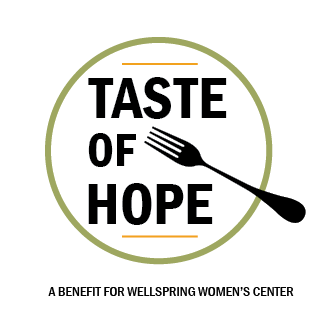 TASTE
OF
HOPE
A BENEFIT FOR WELLSPRING WOMEN'S CENTER